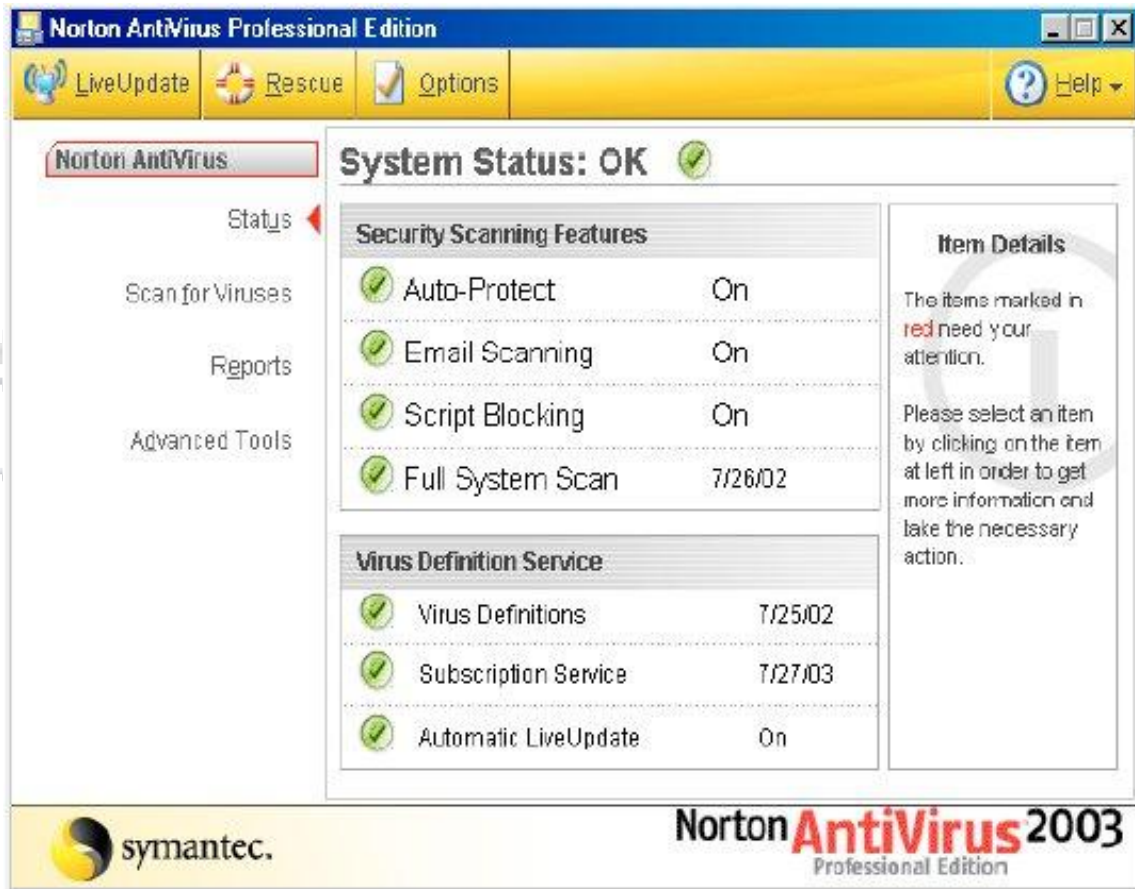 Norton AntiVirus Professional Edition
LiveUpdate Rescue Options Help
Norton AntiVirus
Status
Scan for Viruses
Reports
Advanced Tools
System Status: OK
Security Scanning Features
Auto-Protect On
Email Scanning On
Script Blocking On
Full System Scan 7/26/02
Virus Definition Service
Virus Definitions 7/25/02
Subscription Service 7/27/03
Automatic LiveUpdate On
Item Details
The items marked in
red need your
attention.
Please select an item
by clicking on the item
at left in order to get
more information and
take the necessary
action.
symantec.
Norton AntiVirus 2003
Professional Edition